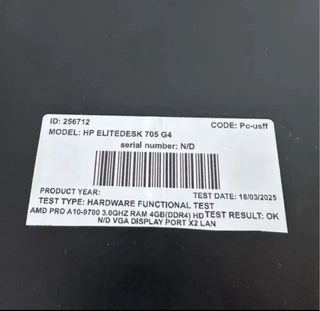 ID: 256712 CODE: Pc-usff
MODEL: HP ELITEDESK 705 G4
serial number: N/D
PRODUCT YEAR: TEST DATE: 18/03/2025
TEST TYPE: HARDWARE FUNCTIONAL TEST
AMD PRO A10-9700 3.0GHZ RAM 4GB(DDR4) HD TEST RESULT: OK
N/D VGA DISPLAY PORT X2 LAN